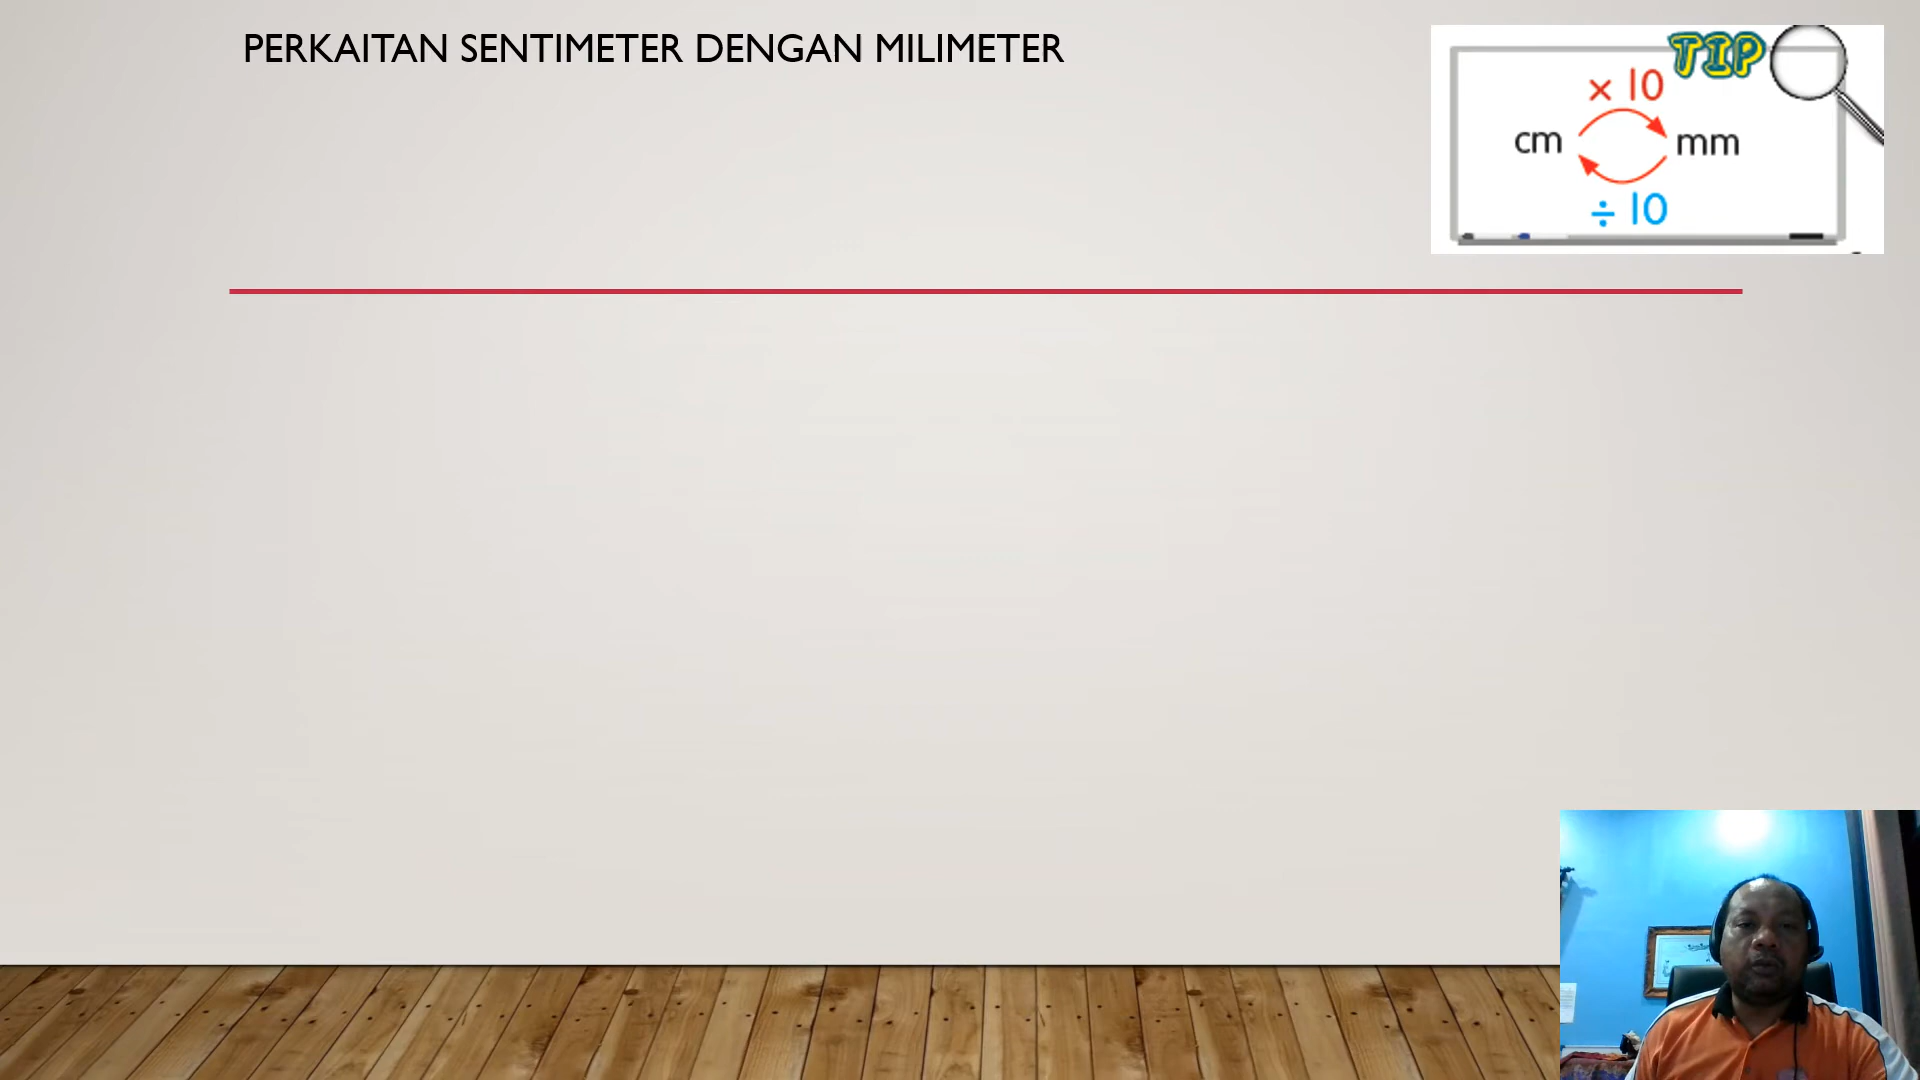 PERKAITAN SENTIMETER DENGAN MILIMETER
TIP
× 10
cm mm
÷ 10